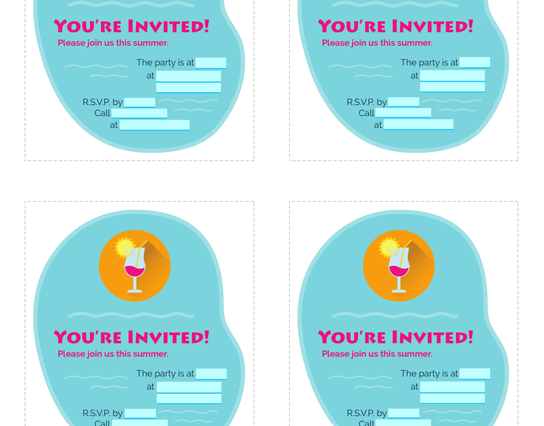 You're Invited!
Please join us this summer.
The party is at
at
R.S.V.P. by
Call
at
You're Invited!
Please join us this summer.
The party is at
at
R.S.V.P. by
Call
at
You're Invited!
Please join us this summer.
The party is at
at
R.S.V.P. by
Call
You're Invited!
Please join us this summer.
The party is at
at
R.S.V.P. by
Call